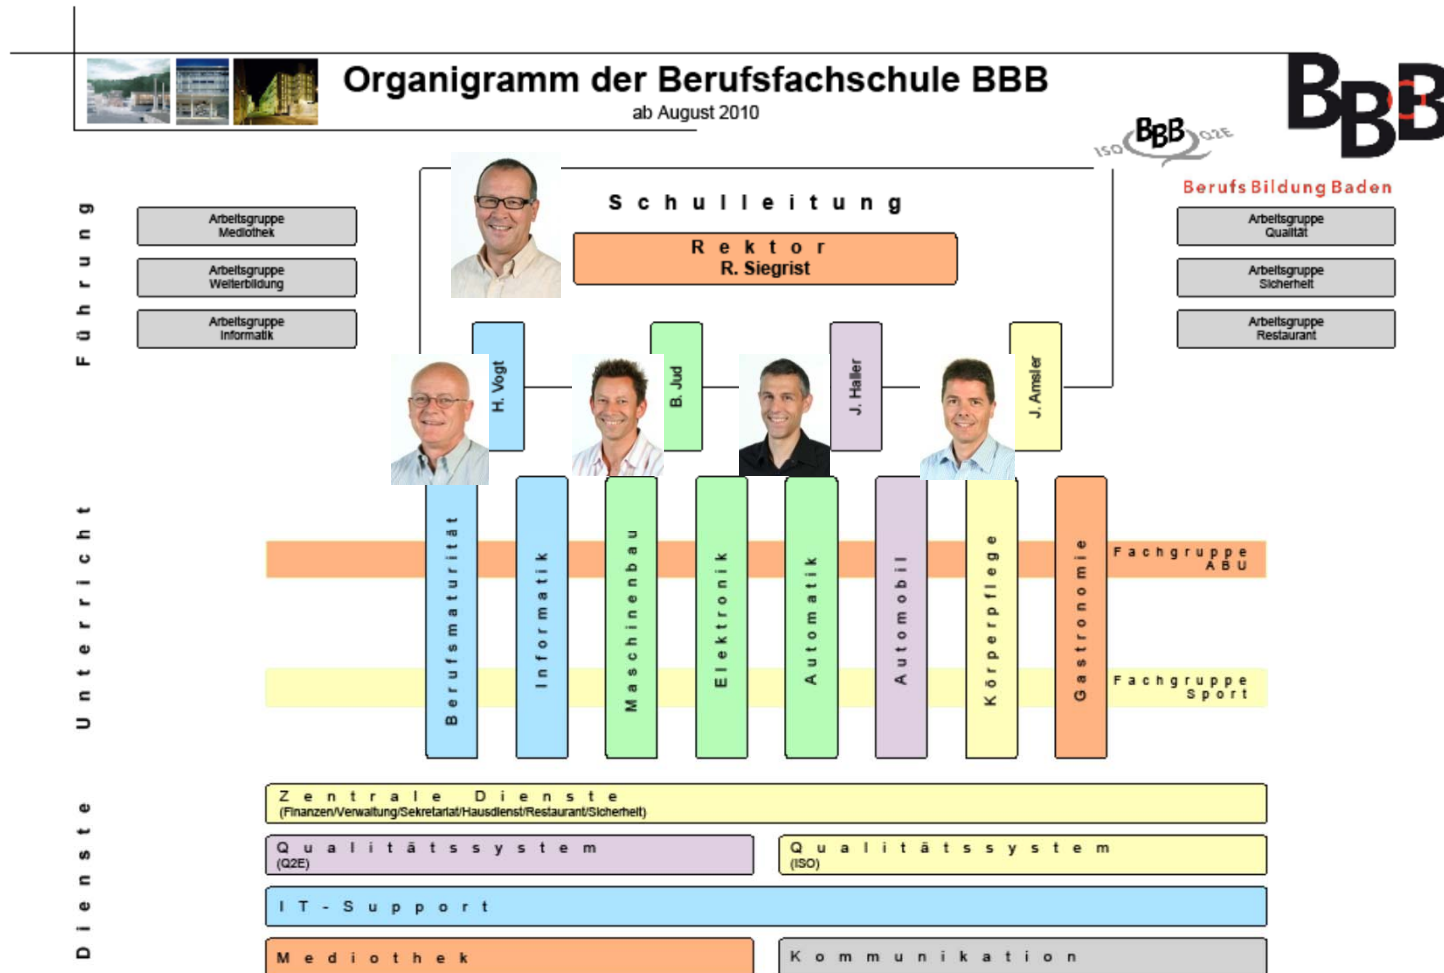 Organigramm der Berufsfachschule BBB
ab August 2010
BBB
ISO BBB Q2E
BerufsBildungBaden
Führung
Schulleitung
Rektor
R. Siegrist
Arbeitsgruppe
Mediothek
Arbeitsgruppe
Weiterbildung
Arbeitsgruppe
Informatik
Arbeitsgruppe
Qualität
Arbeitsgruppe
Sicherheit
Arbeitsgruppe
Restaurant
H. Vogt
B. Jud
J. Haller
J. Amsler
Unterricht
Berufsmaturität
Informatik
Maschinenbau
Elektronik
Automatik
Automobil
Körperpflege
Gastronomie
Fachgruppe
ABU
Fachgruppe
Sport
Dienste
Zentrale Dienste
(Finanzen/Verwaltung/Sekretariat/Hausdienst/Restaurant/Sicherheit)
Qualitätssystem
(Q2E)
Qualitätssystem
(ISO)
IT-Support
Mediothek
Kommunikation